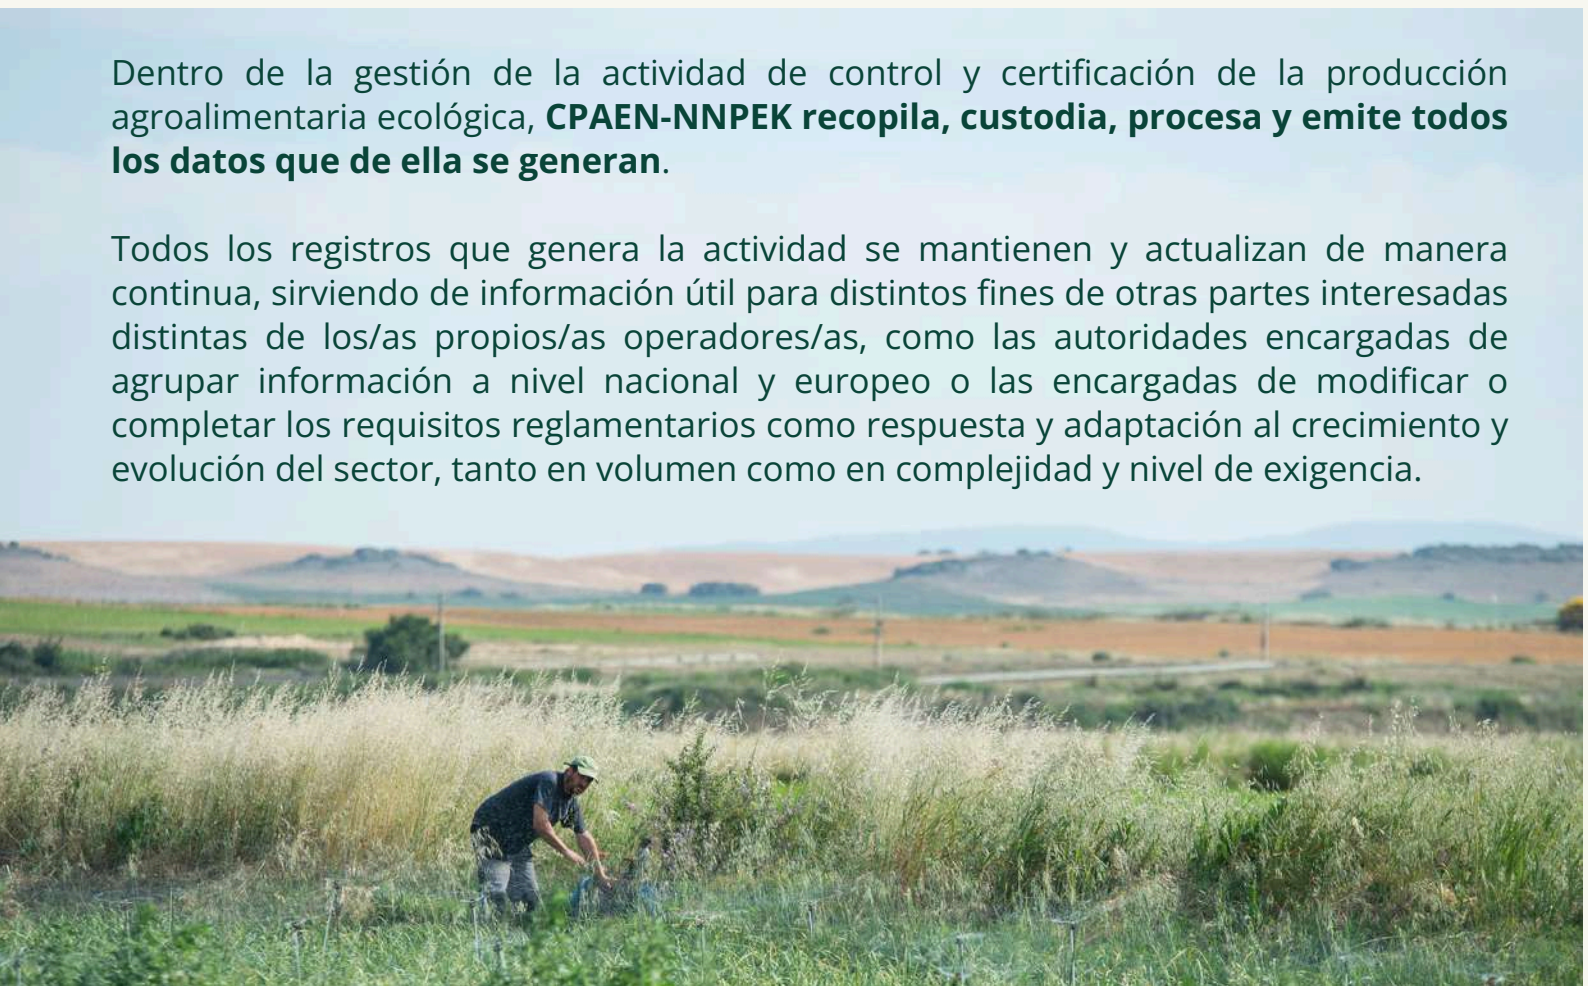 Dentro de la gestión de la actividad de control y certificación de la producción
agroalimentaria ecológica, CPAEN-NNPEK recopila, custodia, procesa y emite todos
los datos que de ella se generan.
Todos los registros que genera la actividad se mantienen y actualizan de manera
continua, sirviendo de información útil para distintos fines de otras partes interesadas
distintas de los/as propios/as operadores/as, como las autoridades encargadas de
agrupar información a nivel nacional y europeo o las encargadas de modificar o
completar los requisitos reglamentarios como respuesta y adaptación al crecimiento y
evolución del sector, tanto en volumen como en complejidad y nivel de exigencia.